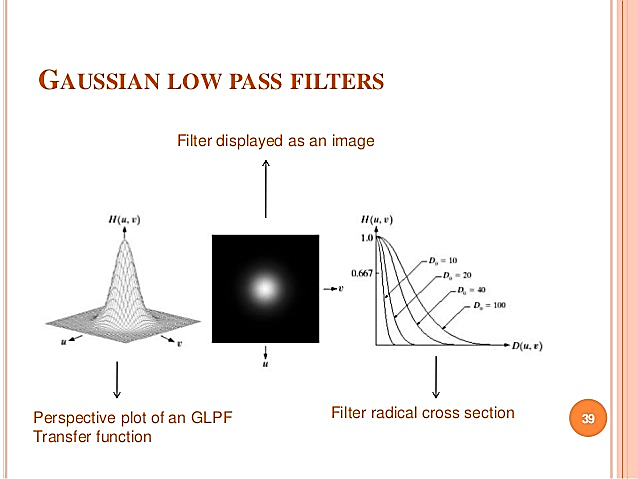 GAUSSIAN LOW PASS FILTERS
Filter displayed as an image
H(u, v)
u
v
v
u
H(u, v)
1.0
0.667
D₀ = 10
D₀ = 20
D₀ = 40
D₀ = 100
D(u, v)
Perspective plot of an GLPF
Transfer function
Filter radical cross section
39